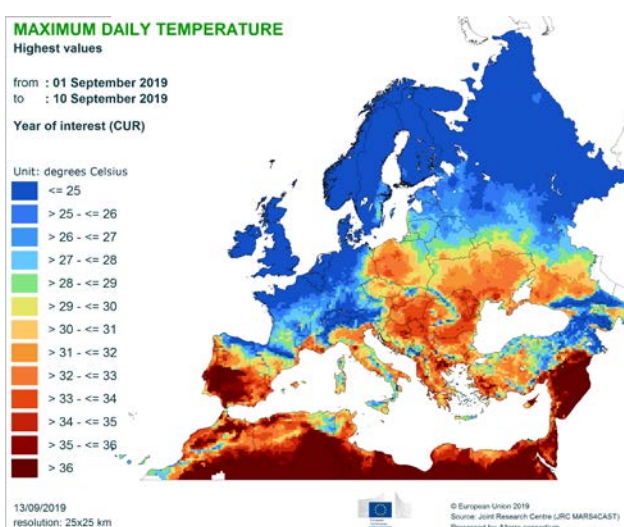 MAXIMUM DAILY TEMPERATURE
Highest values
from : 01 September 2019
to : 10 September 2019
Year of interest (CUR)
Unit: degrees Celsius
<= 25
> 25 - <= 26
> 26 - <= 27
> 27 - <= 28
> 28 - <= 29
> 29 - <= 30
> 30 - <= 31
> 31 - <= 32
> 32 - <= 33
> 33 - <= 34
> 34 - <= 35
> 35 - <= 36
> 36
13/09/2019
resolution: 25x25 km
© European Union 2019
Source: Joint Research Centre (JRC MARS4CAST)